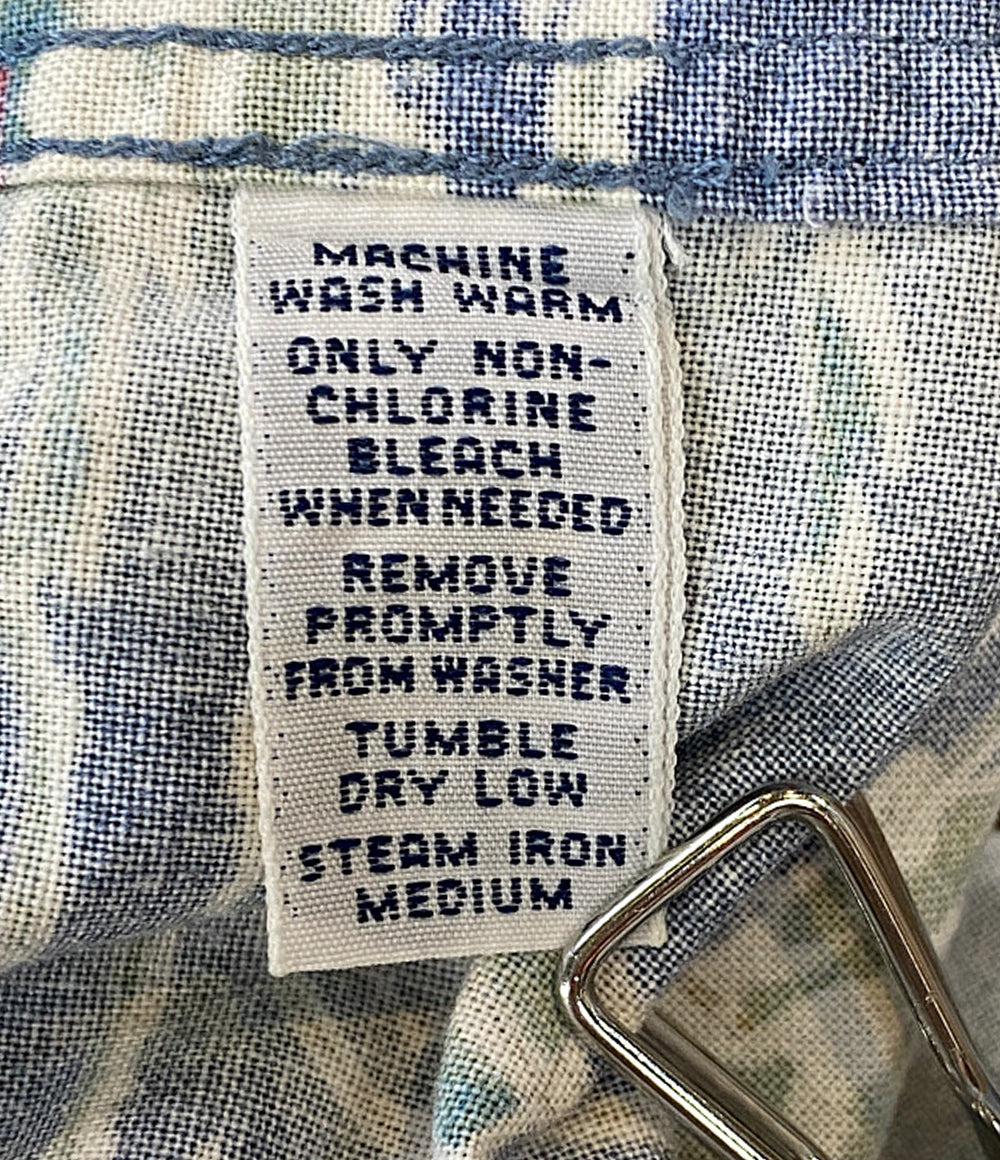 MACHINE
WASH WARM
ONLY NON-
CHLORINE
BLEACH
WHEN NEEDED
REMOVE
PROMPTLY
FROM WASHER
TUMBLE
DRY LOW
STEAM IRON
MEDIUM